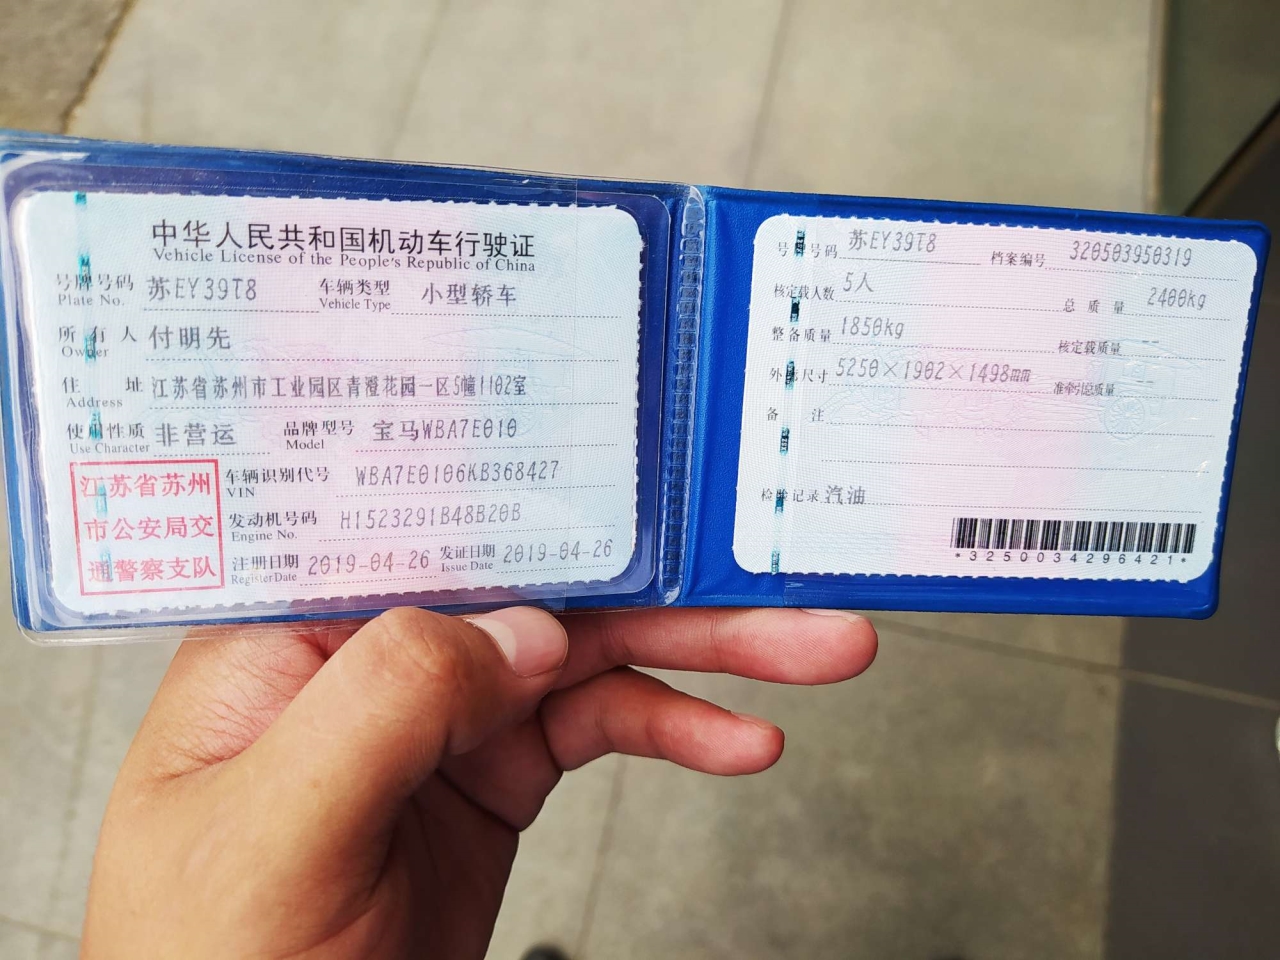 中华人民共和国机动车行驶证
Vehicle License of the People's Republic of China
号牌号码 苏EY39T8 车辆类型 小型轿车
Plate No. Vehicle Type
所有人 付明先
Owner
住址 江苏省苏州市工业园区青澄花园一区5幢1102室
Address
使用性质 非营运 品牌型号 宝马WBA7E010
Use Character Model
江苏省苏州
市公安局交
通警察支队
车辆识别代号 WBA7E0106KB368427
VIN
发动机号码 H1523291B48B20B
Engine No.
注册日期 2019-04-26 发证日期 2019-04-26
Register Date Issue Date
号牌号码 苏EY39T8 档案编号 320503950319
核定载人数 5人 总质量 2400kg
整备质量 1850kg 核定载质量 --
外廓尺寸 5250×1902×1498mm 准牵引总质量 --
备注
检验记录 汽油
*3250034296421*